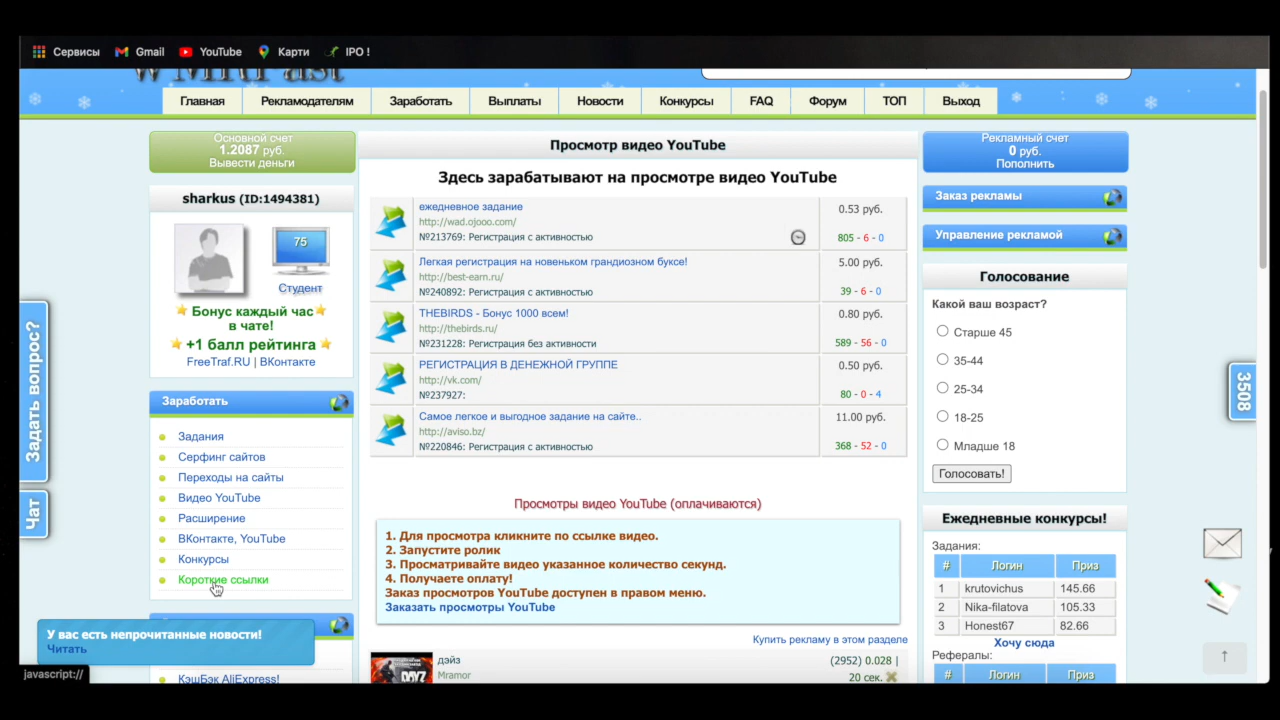 Сервисы Gmail YouTube Карти IPO !
WMRFast
Главная Рекламодателям Заработать Выплаты Новости Конкурсы FAQ Форум ТОП Выход
Основной счет
1.2087 руб.
Вывести деньги
sharkus (ID:1494381)
75
Студент
Бонус каждый час
в чате!
+1 балл рейтинга
FreeTraf.RU | ВКонтакте
Заработать
Задания
Серфинг сайтов
Переходы на сайты
Видео YouTube
Расширение
ВКонтакте, YouTube
Конкурсы
Короткие ссылки
У вас есть непрочитанные новости!
Читать
КэшБэк AliExpress!
javascript://
Задать вопрос?
Чат
Просмотр видео YouTube
Здесь зарабатывают на просмотре видео YouTube
ежедневное задание
http://wad.ojooo.com/
№213769: Регистрация с активностью
0.53 руб.
805 - 6 - 0
Легкая регистрация на новеньком грандиозном буксе!
http://best-earn.ru/
№240892: Регистрация с активностью
5.00 руб.
39 - 6 - 0
THEBIRDS - Бонус 1000 всем!
http://thebirds.ru/
№231228: Регистрация без активности
0.80 руб.
589 - 56 - 0
РЕГИСТРАЦИЯ В ДЕНЕЖНОЙ ГРУППЕ
http://vk.com/
№237927:
0.50 руб.
80 - 0 - 4
Самое легкое и выгодное задание на сайте..
http://aviso.bz/
№220846: Регистрация с активностью
11.00 руб.
368 - 52 - 0
Просмотры видео YouTube (оплачиваются)
1. Для просмотра кликните по ссылке видео.
2. Запустите ролик
3. Просматривайте видео указанное количество секунд.
4. Получаете оплату!
Заказ просмотров YouTube доступен в правом меню.
Заказать просмотры YouTube
Купить рекламу в этом разделе
DAYZ
дэйз
Mramor
(2952) 0.028 |
20 сек.
Рекламный счет
0 руб.
Пополнить
Заказ рекламы
Управление рекламой
Голосование
Какой ваш возраст?
Старше 45
35-44
25-34
18-25
Младше 18
Голосовать!
Ежедневные конкурсы!
Задания:
# Логин Приз
1 krutovichus 145.66
2 Nika-filatova 105.33
3 Honest67 82.66
Хочу сюда
Рефералы:
# Логин Приз
3508